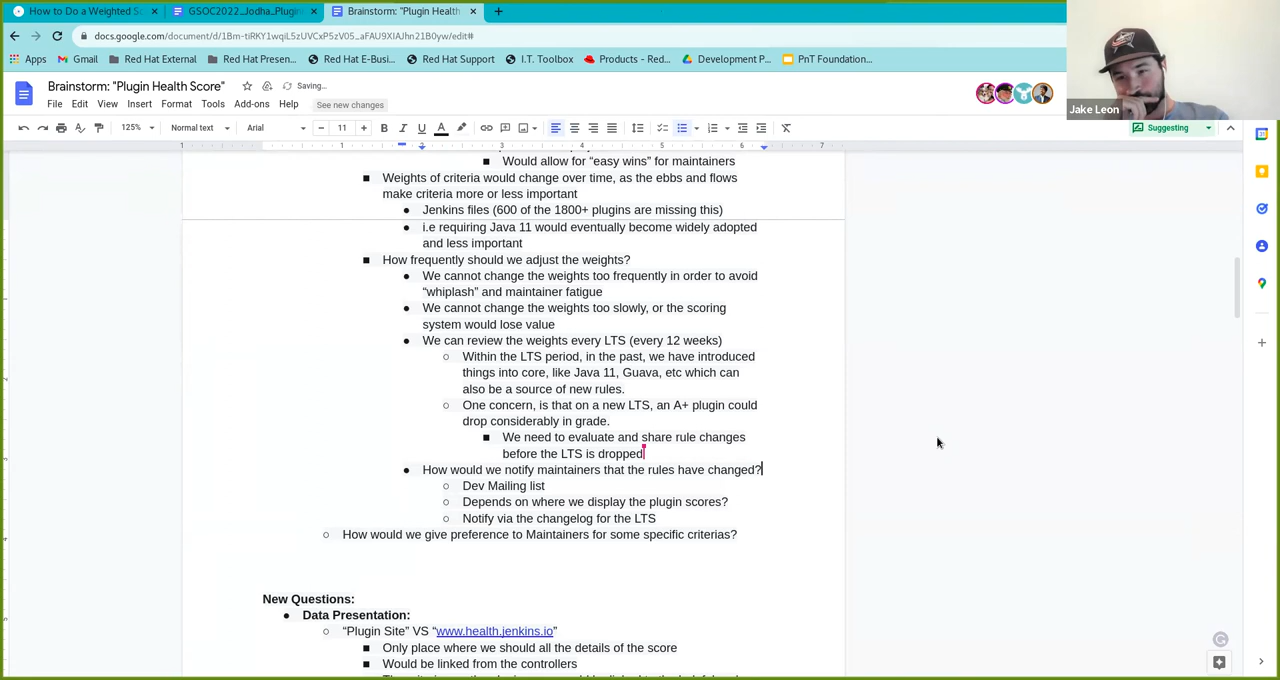 How to Do a Weighted Sc
GSOC2022_Jodha_Plugin
Brainstorm: "Plugin Health Score"
docs.google.com/document/d/1Bm-tiRKY1wqiL5zUVCxP5zV05_aFAU9XIAJhn21B0yw/edit#
Apps
Gmail
Red Hat External
Red Hat Presen...
Red Hat E-Busi...
Red Hat Support
I.T. Toolbox
Products - Red...
Development P...
PnT Foundation...
Brainstorm: "Plugin Health Score"
Saving...
File Edit View Insert Format Tools Add-ons Help
See new changes
Jake Leon
125%
Normal text
Arial
11
Suggesting
Would allow for “easy wins” for maintainers
Weights of criteria would change over time, as the ebbs and flows
make criteria more or less important
Jenkins files (600 of the 1800+ plugins are missing this)
i.e requiring Java 11 would eventually become widely adopted
and less important
How frequently should we adjust the weights?
We cannot change the weights too frequently in order to avoid
“whiplash” and maintainer fatigue
We cannot change the weights too slowly, or the scoring
system would lose value
We can review the weights every LTS (every 12 weeks)
Within the LTS period, in the past, we have introduced
things into core, like Java 11, Guava, etc which can
also be a source of new rules.
One concern, is that on a new LTS, an A+ plugin could
drop considerably in grade.
We need to evaluate and share rule changes
before the LTS is dropped
How would we notify maintainers that the rules have changed?
Dev Mailing list
Depends on where we display the plugin scores?
Notify via the changelog for the LTS
How would we give preference to Maintainers for some specific criterias?
New Questions:
Data Presentation:
“Plugin Site” VS “www.health.jenkins.io”
Only place where we should all the details of the score
Would be linked from the controllers